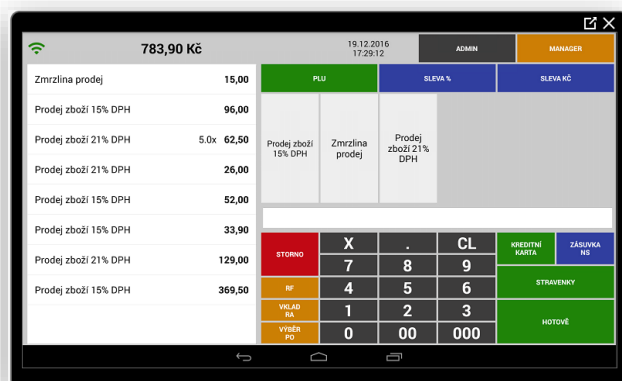 783,90 Kč
19.12.2016
17:29:12
ADMIN
MANAGER
Zmrzlina prodej 15,00
Prodej zboží 15% DPH 96,00
Prodej zboží 21% DPH 5.0x 62,50
Prodej zboží 21% DPH 26,00
Prodej zboží 15% DPH 52,00
Prodej zboží 15% DPH 33,90
Prodej zboží 21% DPH 129,00
Prodej zboží 15% DPH 369,50
PLU
SLEVA %
SLEVA KČ
Prodej zboží
15% DPH
Zmrzlina
prodej
Prodej
zboží 21%
DPH
STORNO
X . CL
KREDITNÍ
KARTA
ZÁSUVKA
NS
7 8 9
RF
4 5 6
STRAVENKY
VKLAD
RA
1 2 3
HOTOVĚ
VÝBĚR
PO
0 00 000